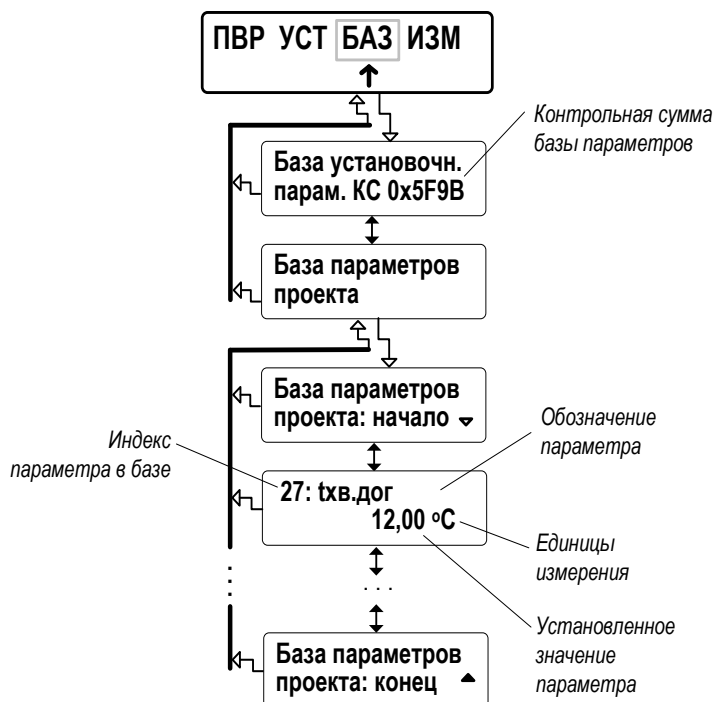 ПВР УСТ БАЗ ИЗМ
Контрольная сумма
базы параметров
База установочн.
парам. КС 0x5F9B
База параметров
проекта
База параметров
проекта: начало
Индекс
параметра в базе
Обозначение
параметра
27: tхв.дог
12,00 ºC
Единицы
измерения
. . .
Установленное
значение
параметра
База параметров
проекта: конец